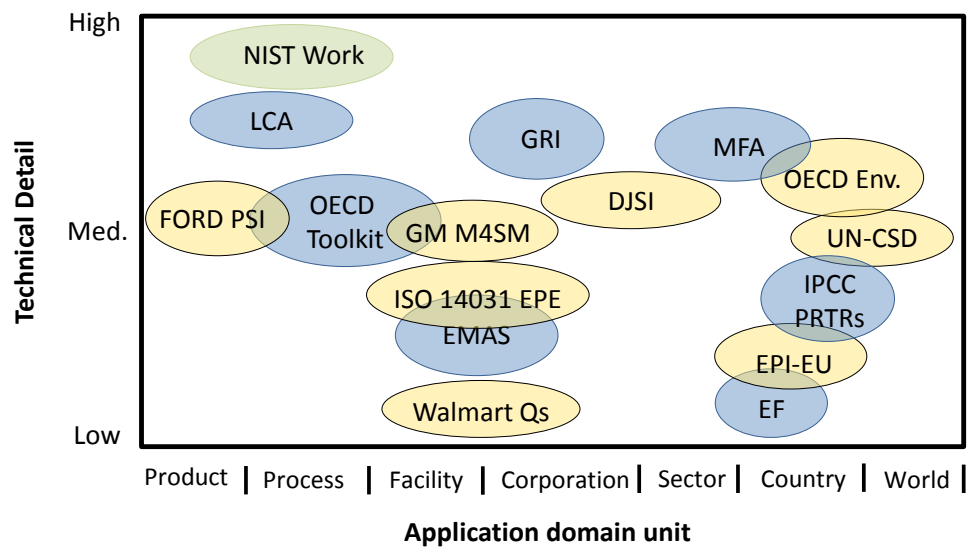 High
NIST Work
LCA
GRI
MFA
OECD Env.
Technical Detail
Med.
FORD PSI
OECD
Toolkit
GM M4SM
DJSI
UN-CSD
ISO 14031 EPE
EMAS
IPCC
PRTRs
EPI-EU
Walmart Qs
EF
Low
Product | Process | Facility | Corporation | Sector | Country | World |
Application domain unit